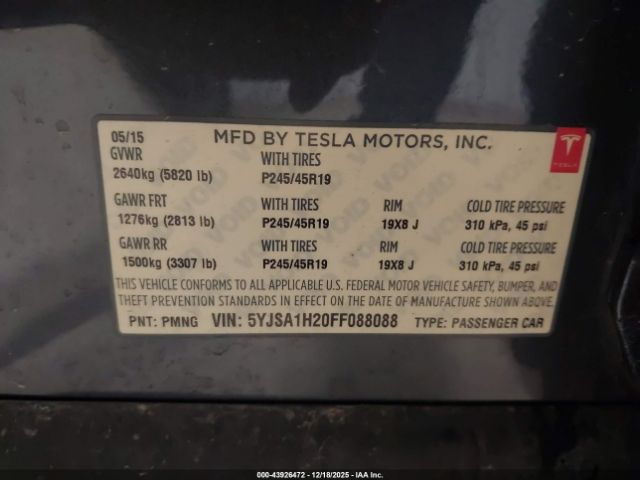 05/15 MFD BY TESLA MOTORS, INC.
GVWR WITH TIRES
2640kg (5820 lb) P245/45R19
TESLA
GAWR FRT WITH TIRES RIM COLD TIRE PRESSURE
1276kg (2813 lb) P245/45R19 19X8 J 310 kPa, 45 psi
GAWR RR WITH TIRES RIM COLD TIRE PRESSURE
1500kg (3307 lb) P245/45R19 19X8 J 310 kPa, 45 psi
THIS VEHICLE CONFORMS TO ALL APPLICABLE U.S. FEDERAL MOTOR VEHICLE SAFETY, BUMPER, AND
THEFT PREVENTION STANDARDS IN EFFECT ON THE DATE OF MANUFACTURE SHOWN ABOVE.
PNT: PMNG VIN: 5YJSA1H20FF088088 TYPE: PASSENGER CAR
000-43926472 - 12/18/2025 - IAA Inc.